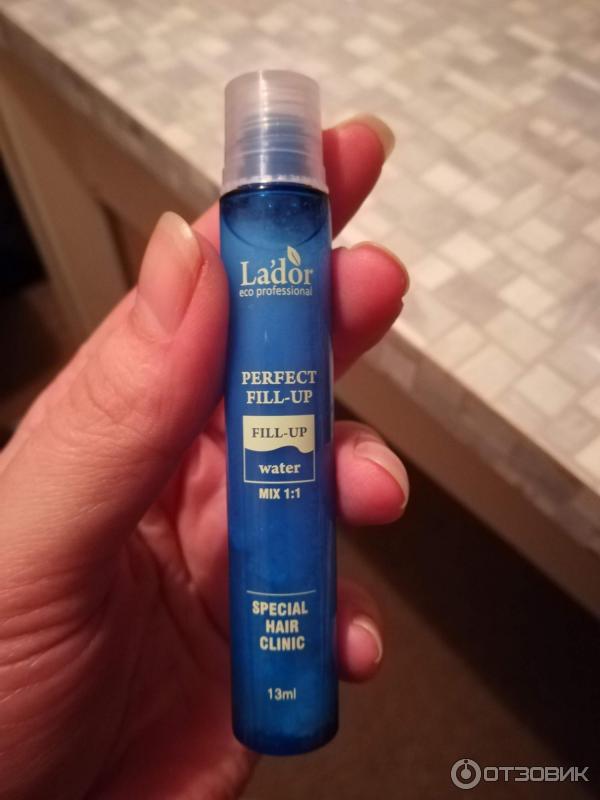 La'dor
eco professional
PERFECT
FILL-UP
FILL-UP
water
MIX 1:1
SPECIAL
HAIR
CLINIC
13ml
ОТЗОВИК